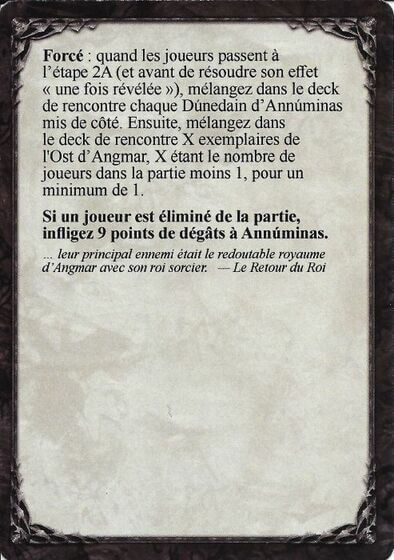 Forcé : quand les joueurs passent à
l'étape 2A (et avant de résoudre son effet
« une fois révélée »), mélangez dans le deck
de rencontre chaque Dúnedain d'Annúminas
mis de côté. Ensuite, mélangez dans
le deck de rencontre X exemplaires de
l'Ost d'Angmar, X étant le nombre de
joueurs dans la partie moins 1, pour un
minimum de 1.
Si un joueur est éliminé de la partie,
infligez 9 points de dégâts à Annúminas.
... leur principal ennemi était le redoutable royaume
d'Angmar avec son roi sorcier. — Le Retour du Roi